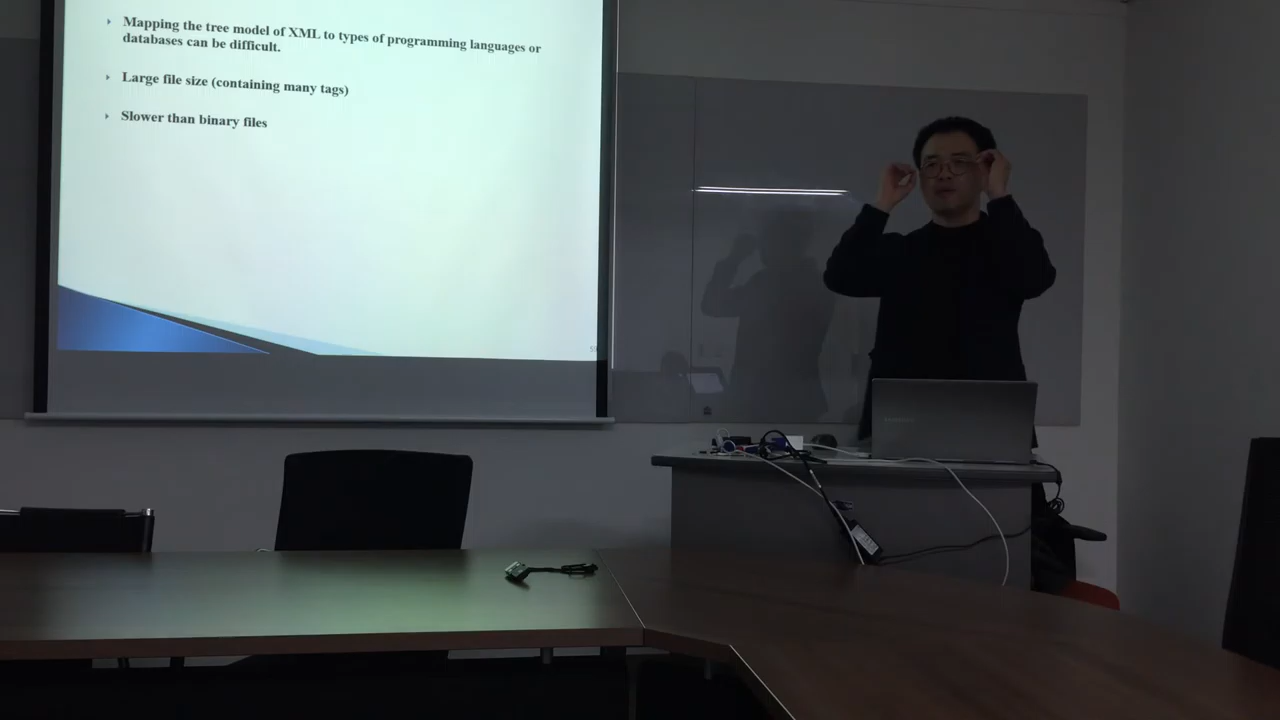 Mapping the tree model of XML to types of programming languages or
databases can be difficult.
Large file size (containing many tags)
Slower than binary files